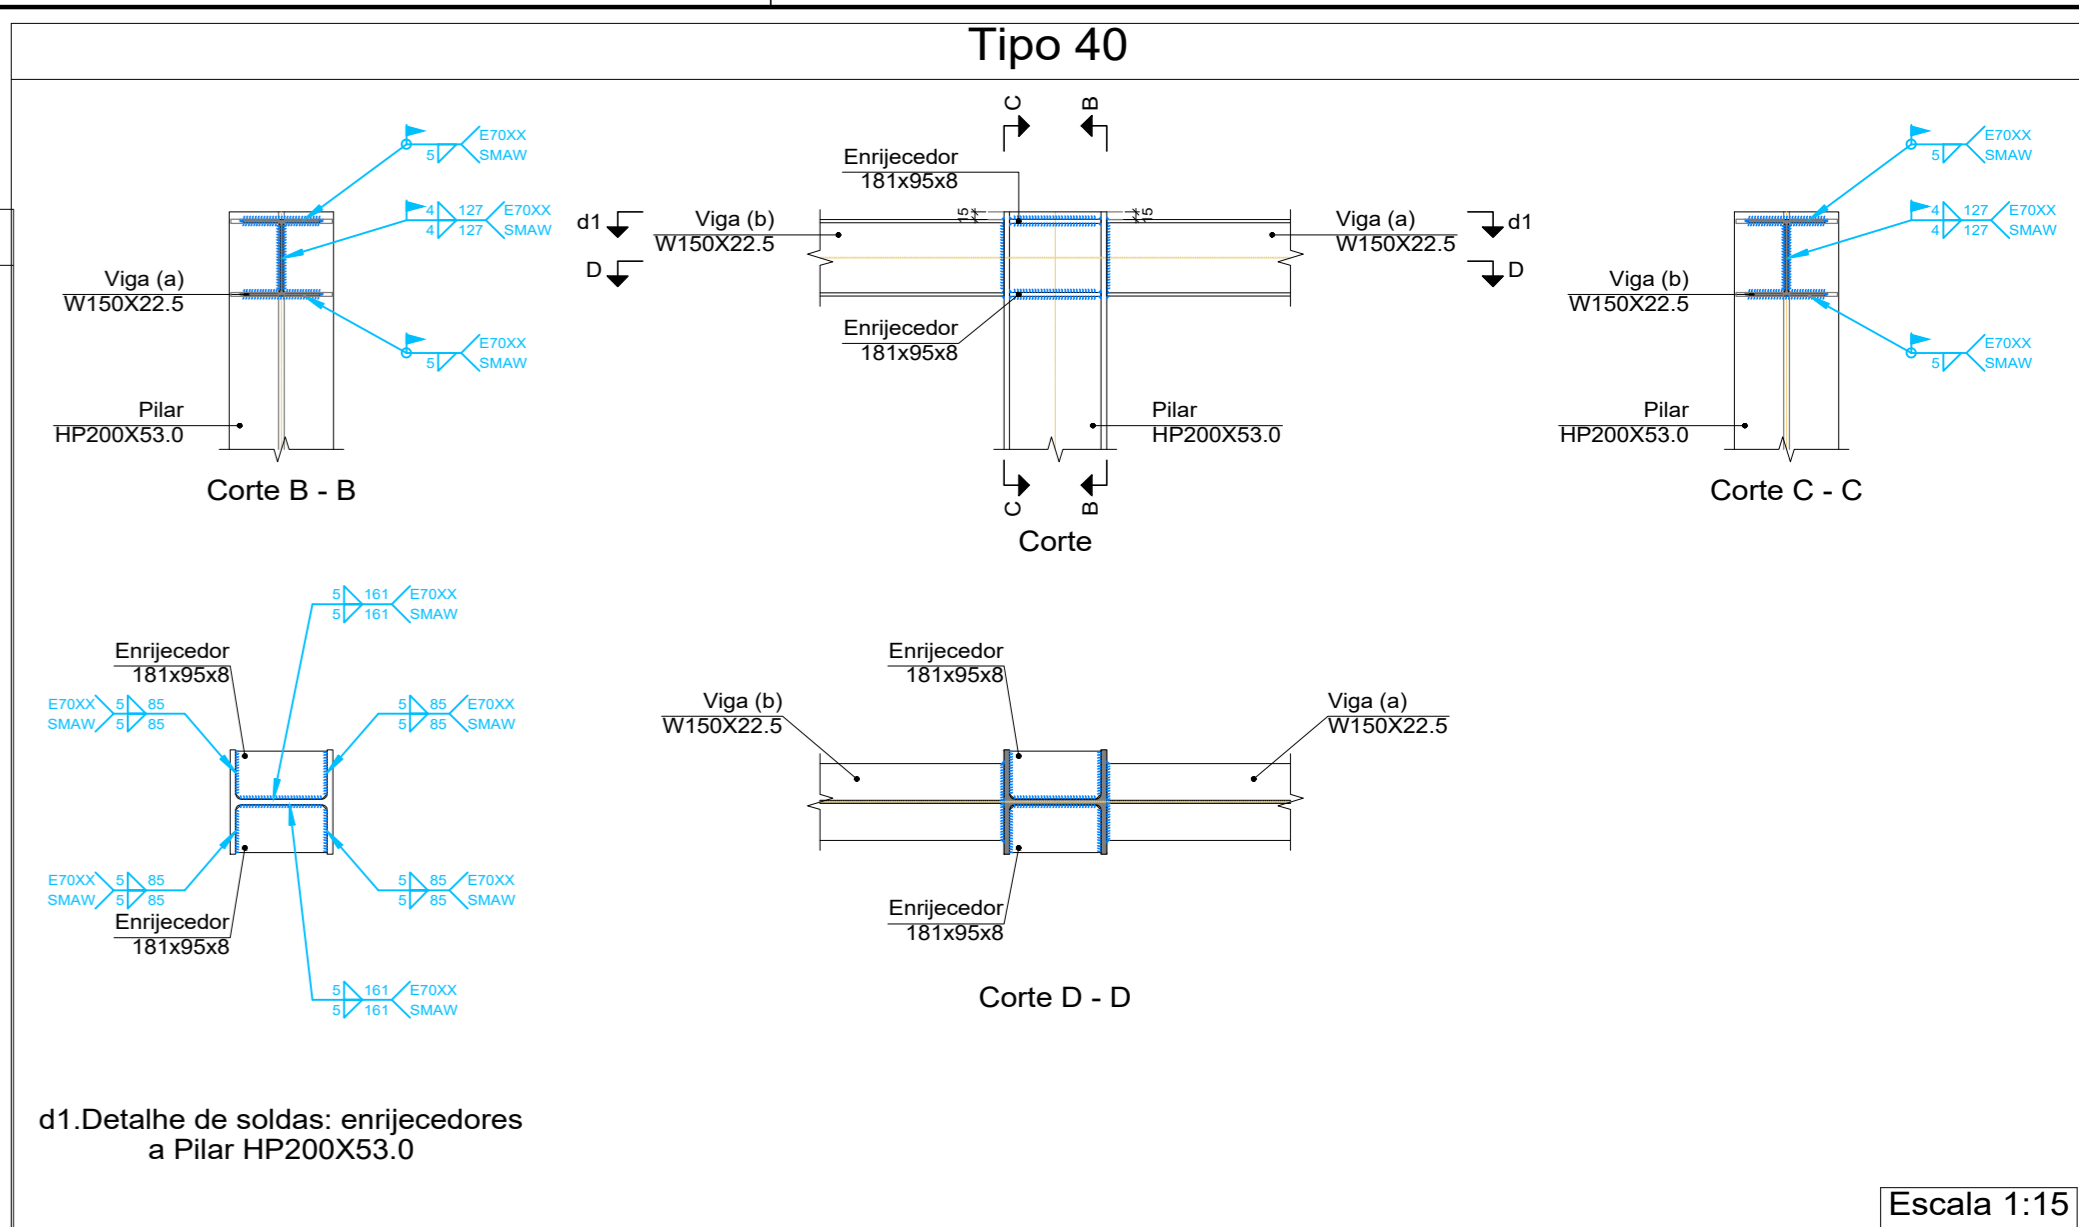 Tipo 40
E70XX
5 SMAW
4 127 E70XX
4 127 SMAW
Viga (a)
W150X22.5
E70XX
5 SMAW
Pilar
HP200X53.0
Corte B - B
C B
Enrijecedor
181x95x8
15 15
d1 d1
Viga (b)
W150X22.5
Viga (a)
W150X22.5
D D
Enrijecedor
181x95x8
Pilar
HP200X53.0
C B
Corte
E70XX
5 SMAW
4 127 E70XX
4 127 SMAW
Viga (b)
W150X22.5
E70XX
5 SMAW
Pilar
HP200X53.0
Corte C - C
5 161 E70XX
5 161 SMAW
Enrijecedor
181x95x8
E70XX 5 85
SMAW 5 85
5 85 E70XX
5 85 SMAW
E70XX 5 85
SMAW 5 85
5 85 E70XX
5 85 SMAW
Enrijecedor
181x95x8
5 161 E70XX
5 161 SMAW
d1.Detalhe de soldas: enrijecedores
a Pilar HP200X53.0
Enrijecedor
181x95x8
Viga (b)
W150X22.5
Viga (a)
W150X22.5
Enrijecedor
181x95x8
Corte D - D
Escala 1:15